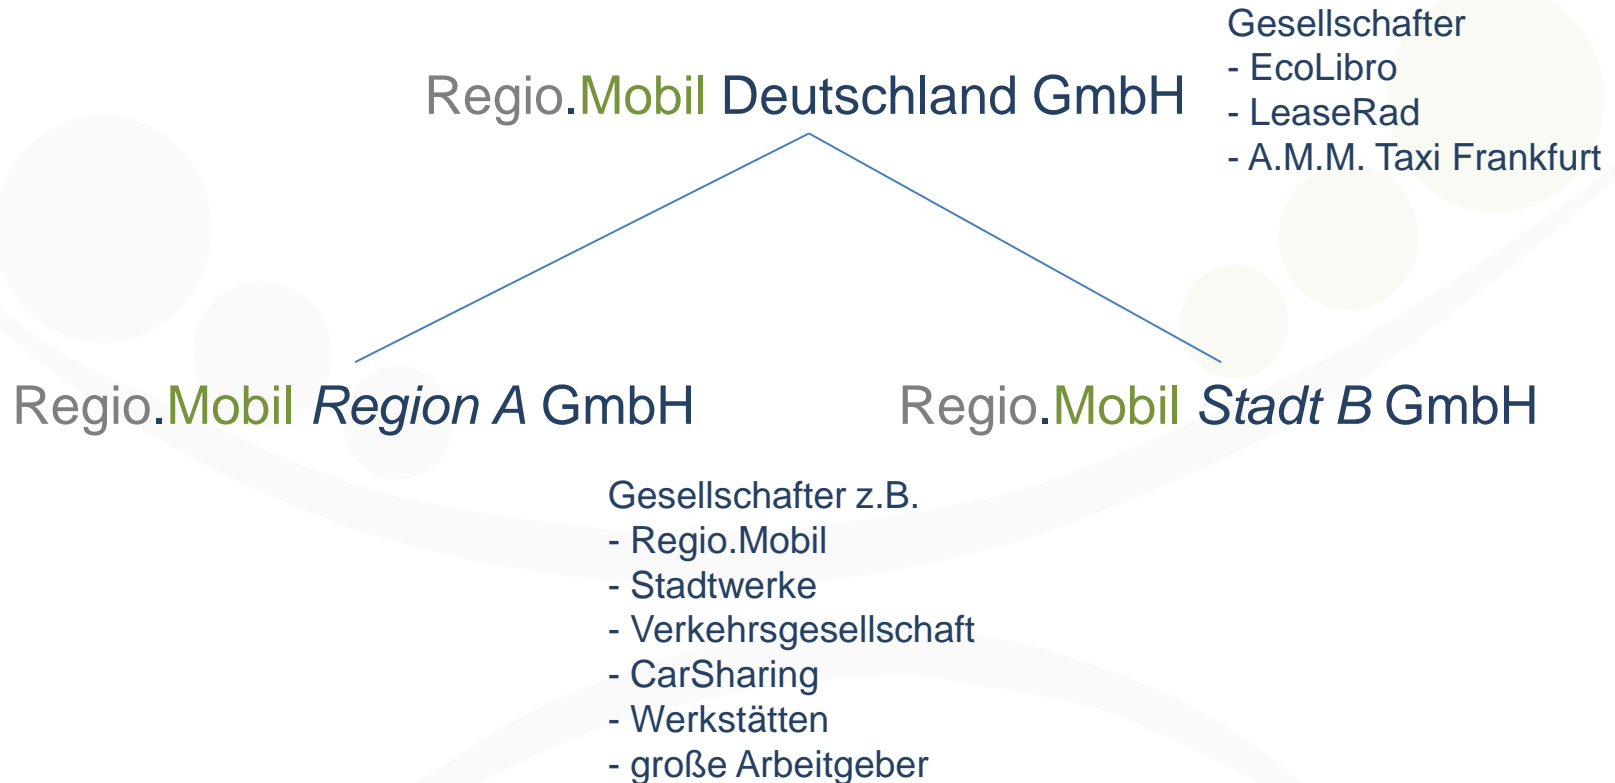 Gesellschafter
- EcoLibro
- LeaseRad
- A.M.M. Taxi Frankfurt
Regio.Mobil Deutschland GmbH
Regio.Mobil Region A GmbH
Regio.Mobil Stadt B GmbH
Gesellschafter z.B.
- Regio.Mobil
- Stadtwerke
- Verkehrsgesellschaft
- CarSharing
- Werkstätten
- große Arbeitgeber